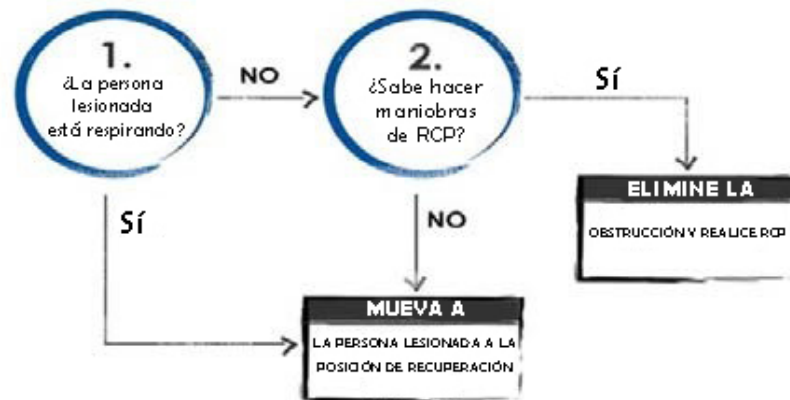 1.
¿La persona
lesionada
está respirando?
NO
2.
¿Sabe hacer
maniobras
de RCP?
Sí
ELIMINE LA
OBSTRUCCIÓN Y REALICE RCP
Sí
NO
MUEVA A
LA PERSONA LESIONADA A LA
POSICIÓN DE RECUPERACIÓN